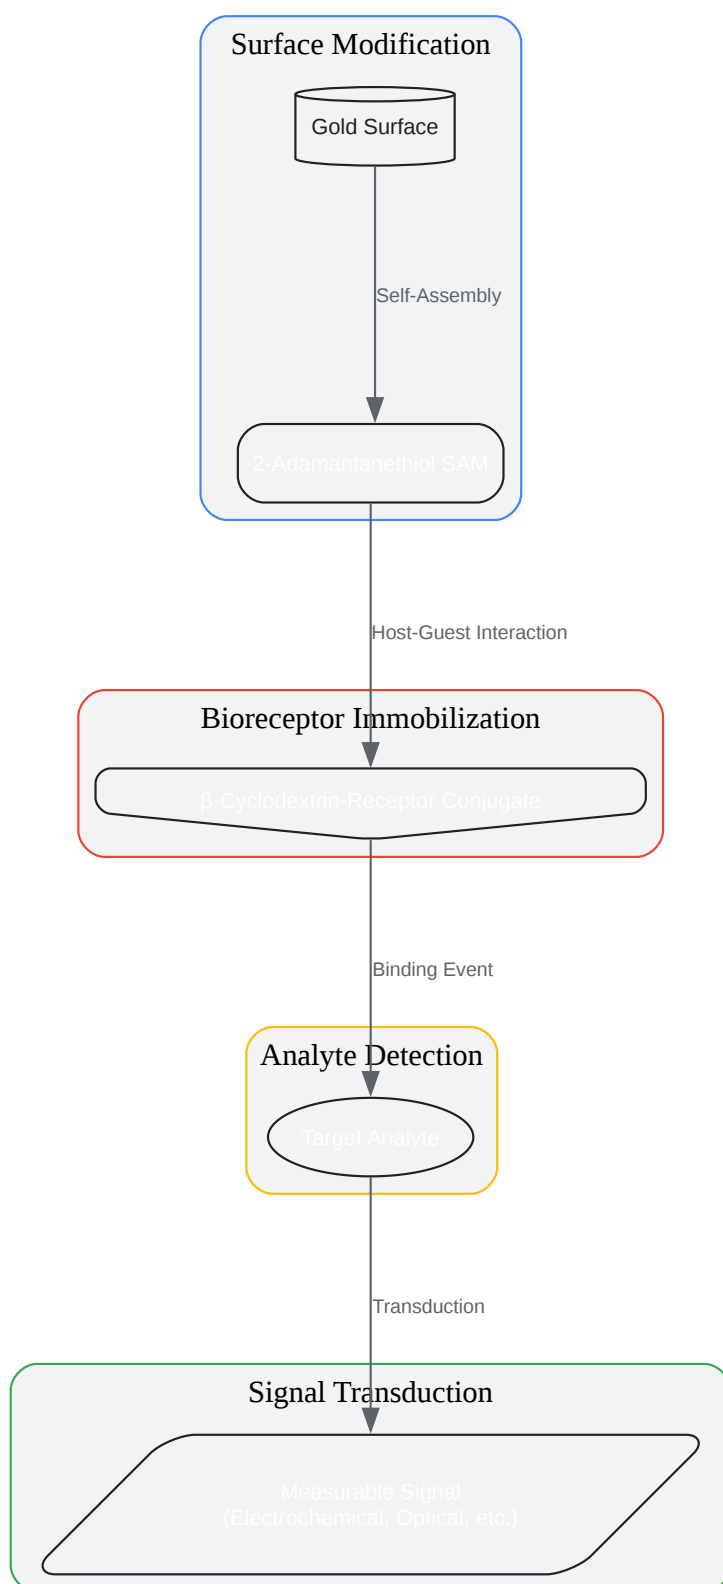 Surface Modification
Gold Surface
Self-Assembly
2-Adamantanethiol SAM
Host-Guest Interaction
Bioreceptor Immobilization
β-Cyclodextrin-Receptor Conjugate
Binding Event
Analyte Detection
Target Analyte
Transduction
Signal Transduction
Measurable Signal
(Electrochemical, Optical, etc.)